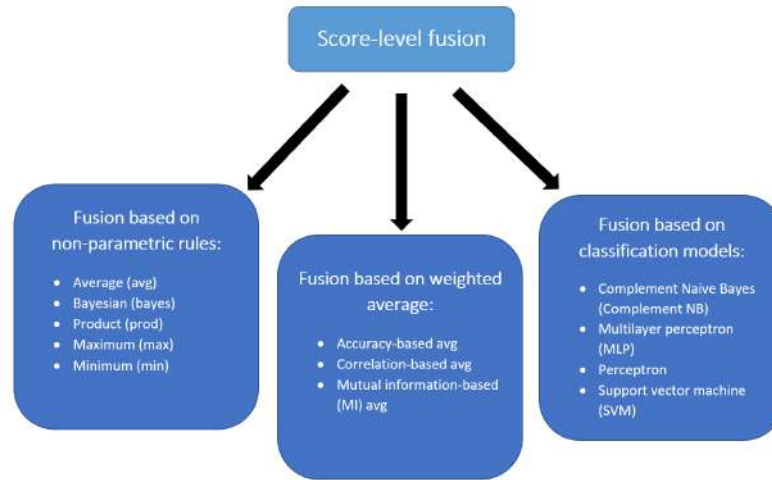 Score-level fusion
Fusion based on
non-parametric rules:
• Average (avg)
• Bayesian (bayes)
• Product (prod)
• Maximum (max)
• Minimum (min)
Fusion based on weighted
average:
• Accuracy-based avg
• Correlation-based avg
• Mutual information-based
(MI) avg
Fusion based on
classification models:
• Complement Naive Bayes
(Complement NB)
• Multilayer perceptron
(MLP)
• Perceptron
• Support vector machine
(SVM)